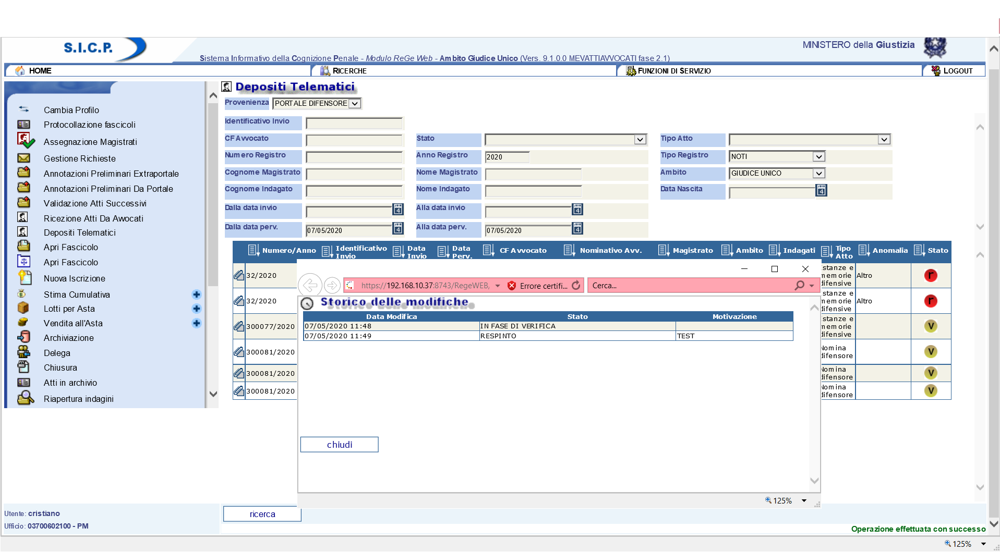 S.I.C.P.
MINISTERO della Giustizia
Sistema Informativo della Cognizione Penale - Modulo ReGe Web - Ambito Giudice Unico (Vers. 9.1.0.0 MEVATTIAVVOCATI fase 2.1)
HOME
RICERCHE
FUNZIONI DI SERVIZIO
LOGOUT
Cambia Profilo
Protocollazione fascicoli
Assegnazione Magistrati
Gestione Richieste
Annotazioni Preliminari Extraportale
Annotazioni Preliminari Da Portale
Validazione Atti Successivi
Ricezione Atti Da Avvocati
Depositi Telematici
Apri Fascicolo
Apri Fascicolo
Nuova Iscrizione
Stima Cumulativa
Lotti per Asta
Vendita all'Asta
Archiviazione
Delega
Chiusura
Atti in archivio
Riapertura indagini
Utente: cristiano
Ufficio: 03700602100 - PM
Depositi Telematici
Provenienza PORTALE DIFENSORE
Identificativo Invio
CF Avvocato Stato Tipo Atto
Numero Registro Anno Registro 2020 Tipo Registro NOTI
Cognome Magistrato Nome Magistrato Ambito GIUDICE UNICO
Cognome Indagato Nome Indagato Data Nascita
Dalla data invio Alla data invio
Dalla data perv. 07/05/2020 Alla data perv. 07/05/2020
Numero/Anno Identificativo Invio Data Invio Data Perv. CF Avvocato Nominativo Avv. Magistrato Ambito Indagati Tipo Atto Anomalia Stato
32/2020 stanze e memorie difensive Altro r
32/2020 stanze e memorie difensive Altro r
300077/2020 stanze e memorie difensive V
300081/2020 Nomina difensore V
300081/2020 Nomina difensore V
300081/2020 Nomina difensore V
https://192.168.10.37:8743/RegeWEB, Errore certifi... Cerca...
Storico delle modifiche
Data Modifica Stato Motivazione
07/05/2020 11:48 IN FASE DI VERIFICA
07/05/2020 11:49 RESPINTO TEST
chiudi
125%
ricerca
Operazione effettuata con successo
125%